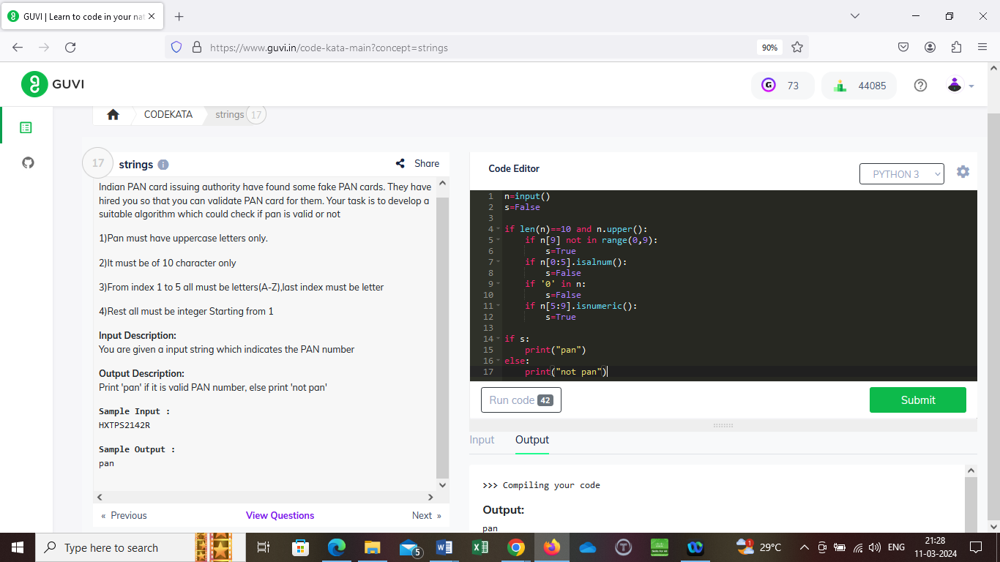 GUVI | Learn to code in your nat
https://www.guvi.in/code-kata-main?concept=strings
90%
GUVI
G 73
44085
CODEKATA
strings 17
17 strings
Share
Indian PAN card issuing authority have found some fake PAN cards. They have
hired you so that you can validate PAN card for them. Your task is to develop a
suitable algorithm which could check if pan is valid or not
1)Pan must have uppercase letters only.
2)It must be of 10 character only
3)From index 1 to 5 all must be letters(A-Z),last index must be letter
4)Rest all must be integer Starting from 1
Input Description:
You are given a input string which indicates the PAN number
Output Description:
Print 'pan' if it is valid PAN number, else print 'not pan'
Sample Input :
HXTPS2142R
Sample Output :
pan
« Previous
View Questions
Next »
Code Editor
PYTHON 3
1 n=input()
2 s=False
3
4 if len(n)==10 and n.upper():
5     if n[9] not in range(0,9):
6         s=True
7     if n[0:5].isalnum():
8         s=False
9     if '0' in n:
10         s=False
11     if n[5:9].isnumeric():
12         s=True
13
14 if s:
15     print("pan")
16 else:
17     print("not pan")
Run code 42
Submit
Input
Output
>>> Compiling your code
Output:
pan
Type here to search
5
1
29°C
ENG
21:28
11-03-2024